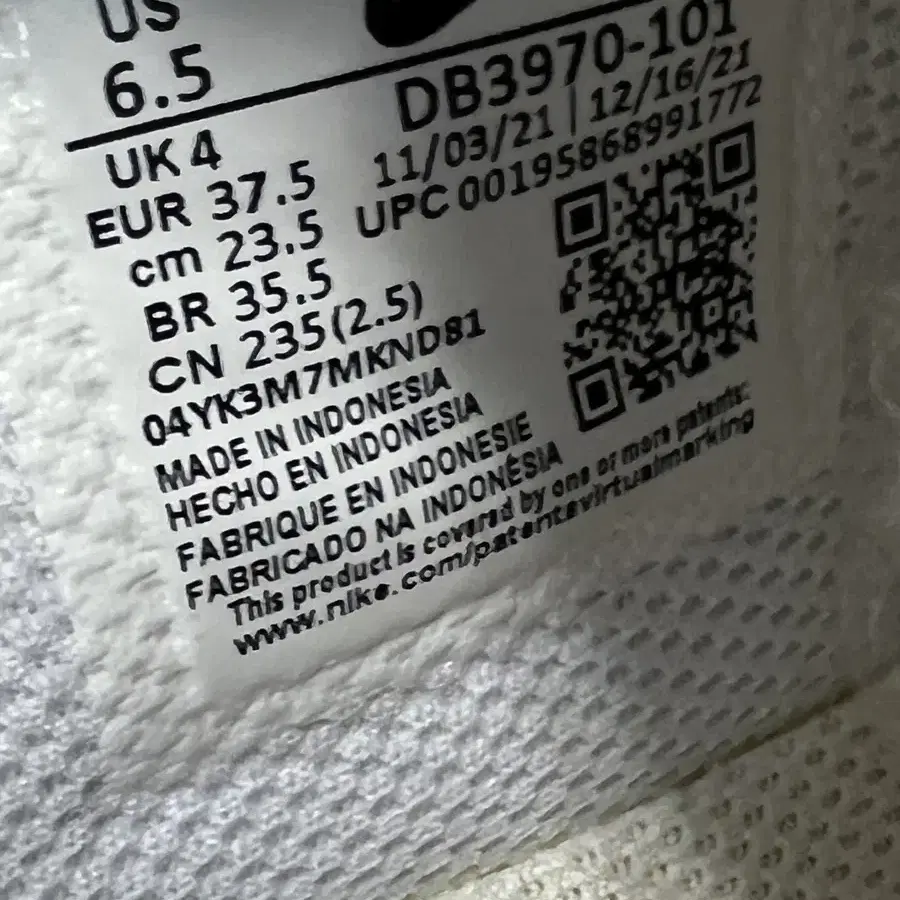 US
6.5
DB3970-101
UK 4
11/03/21 | 12/16/21
EUR 37.5
UPC 00195868991772
cm 23.5
BR 35.5
CN 235(2.5)
04YK3M7MKND81
MADE IN INDONESIA
HECHO EN INDONESIA
FABRIQUE EN INDONESIE
FABRICADO NA INDONÉSIA
This product is covered by one or more patents:
www.nike.com/patentsvirtualmarking